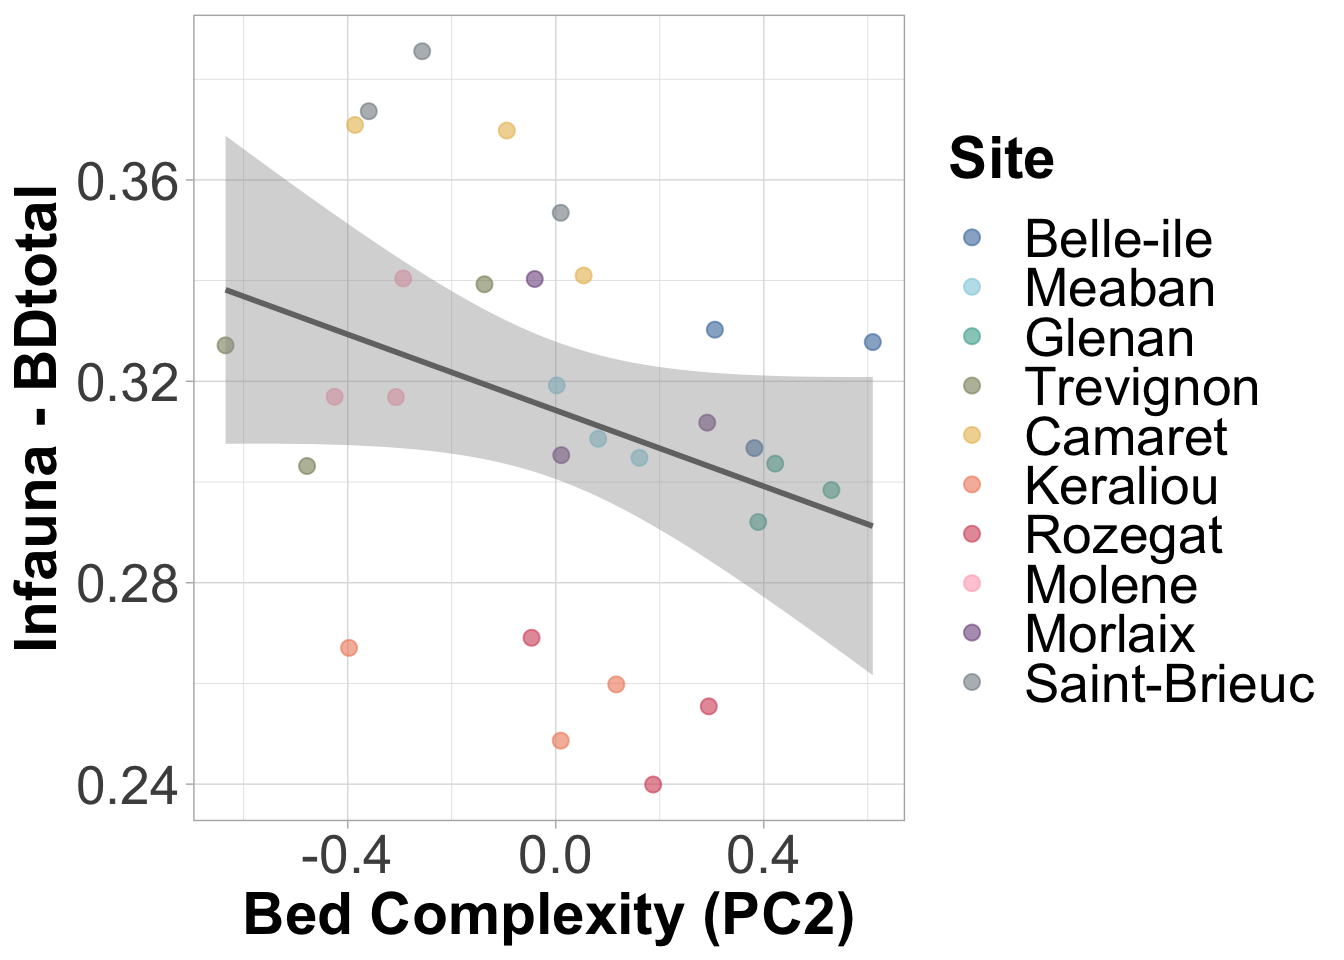 Infauna - BDtotal
0.36
0.32
0.28
0.24
-0.4 0.0 0.4
Bed Complexity (PC2)
Site
Belle-ile
Meaban
Glenan
Trevignon
Camaret
Keraliou
Rozegat
Molene
Morlaix
Saint-Brieuc